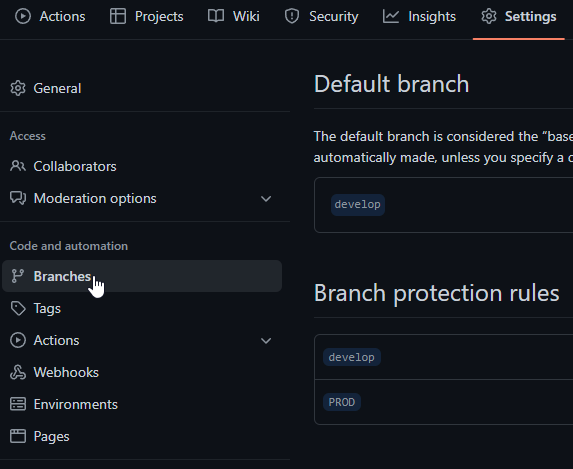 Actions Projects Wiki Security Insights Settings
General
Access
Collaborators
Moderation options
Code and automation
Branches
Tags
Actions
Webhooks
Environments
Pages
Default branch
The default branch is considered the “base
automatically made, unless you specify a
develop
Branch protection rules
develop
PROD